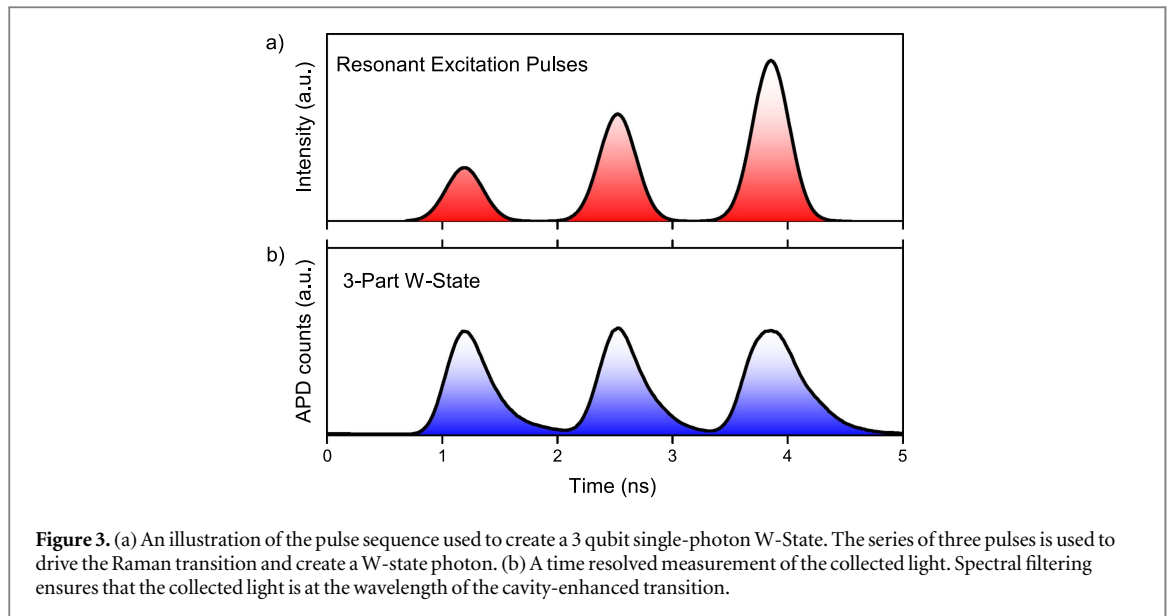 a)
Resonant Excitation Pulses
Intensity (a.u.)
b)
3-Part W-State
APD counts (a.u.)
0 1 2 3 4 5
Time (ns)
Figure 3. (a) An illustration of the pulse sequence used to create a 3 qubit single-photon W-State. The series of three pulses is used to
drive the Raman transition and create a W-state photon. (b) A time resolved measurement of the collected light. Spectral filtering
ensures that the collected light is at the wavelength of the cavity-enhanced transition.